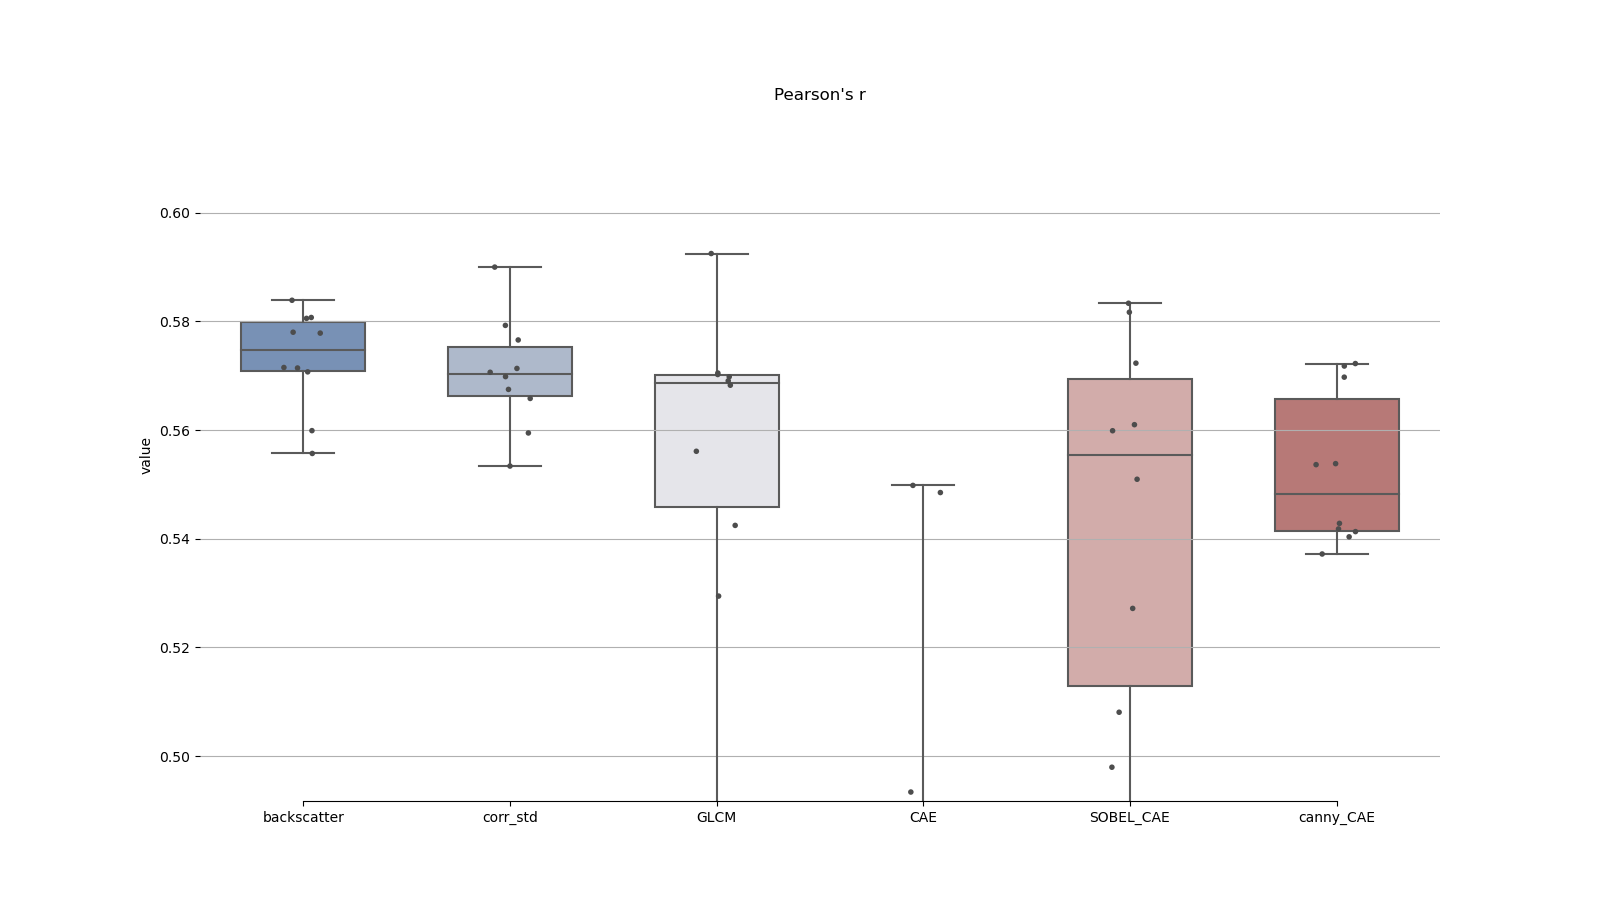 Pearson's r
0.60
0.58
0.56
0.54
0.52
0.50
value
backscatter
corr_std
GLCM
CAE
SOBEL_CAE
canny_CAE